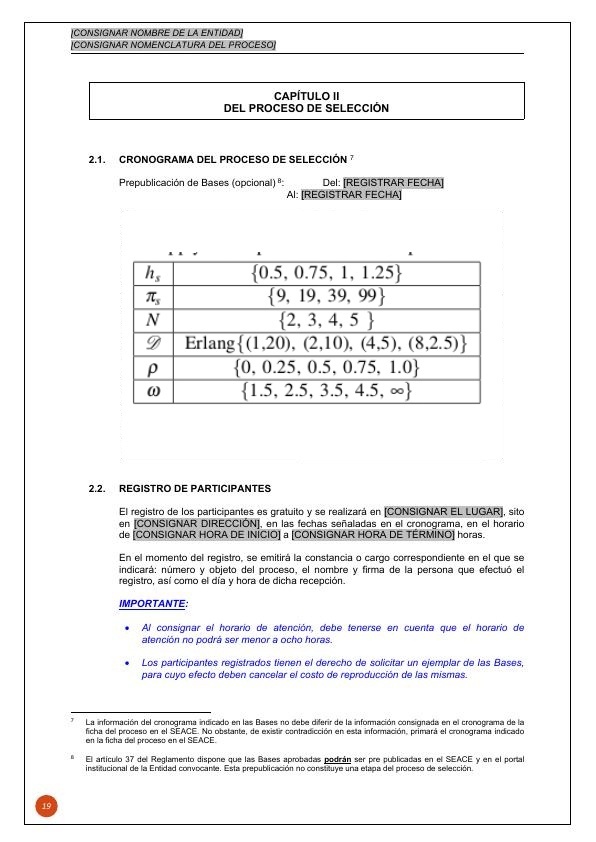 [CONSIGNAR NOMBRE DE LA ENTIDAD]
[CONSIGNAR NOMENCLATURA DEL PROCESO]
CAPÍTULO II
DEL PROCESO DE SELECCIÓN
2.1. CRONOGRAMA DEL PROCESO DE SELECCIÓN 7
Prepublicación de Bases (opcional) 8: Del: [REGISTRAR FECHA]
Al: [REGISTRAR FECHA]
hₛ {0.5, 0.75, 1, 1.25}
πₛ {9, 19, 39, 99}
N {2, 3, 4, 5 }
𝒟 Erlang{(1,20), (2,10), (4,5), (8,2.5)}
ρ {0, 0.25, 0.5, 0.75, 1.0}
ω {1.5, 2.5, 3.5, 4.5, ∞}
2.2. REGISTRO DE PARTICIPANTES
El registro de los participantes es gratuito y se realizará en [CONSIGNAR EL LUGAR], sito
en [CONSIGNAR DIRECCIÓN], en las fechas señaladas en el cronograma, en el horario
de [CONSIGNAR HORA DE INICIO] a [CONSIGNAR HORA DE TÉRMINO] horas.
En el momento del registro, se emitirá la constancia o cargo correspondiente en el que se
indicará: número y objeto del proceso, el nombre y firma de la persona que efectuó el
registro, así como el día y hora de dicha recepción.
IMPORTANTE:
• Al consignar el horario de atención, debe tenerse en cuenta que el horario de
atención no podrá ser menor a ocho horas.
• Los participantes registrados tienen el derecho de solicitar un ejemplar de las Bases,
para cuyo efecto deben cancelar el costo de reproducción de las mismas.
7 La información del cronograma indicado en las Bases no debe diferir de la información consignada en el cronograma de la
ficha del proceso en el SEACE. No obstante, de existir contradicción en esta información, primará el cronograma indicado
en la ficha del proceso en el SEACE.
8 El artículo 37 del Reglamento dispone que las Bases aprobadas podrán ser pre publicadas en el SEACE y en el portal
institucional de la Entidad convocante. Esta prepublicación no constituye una etapa del proceso de selección.
19